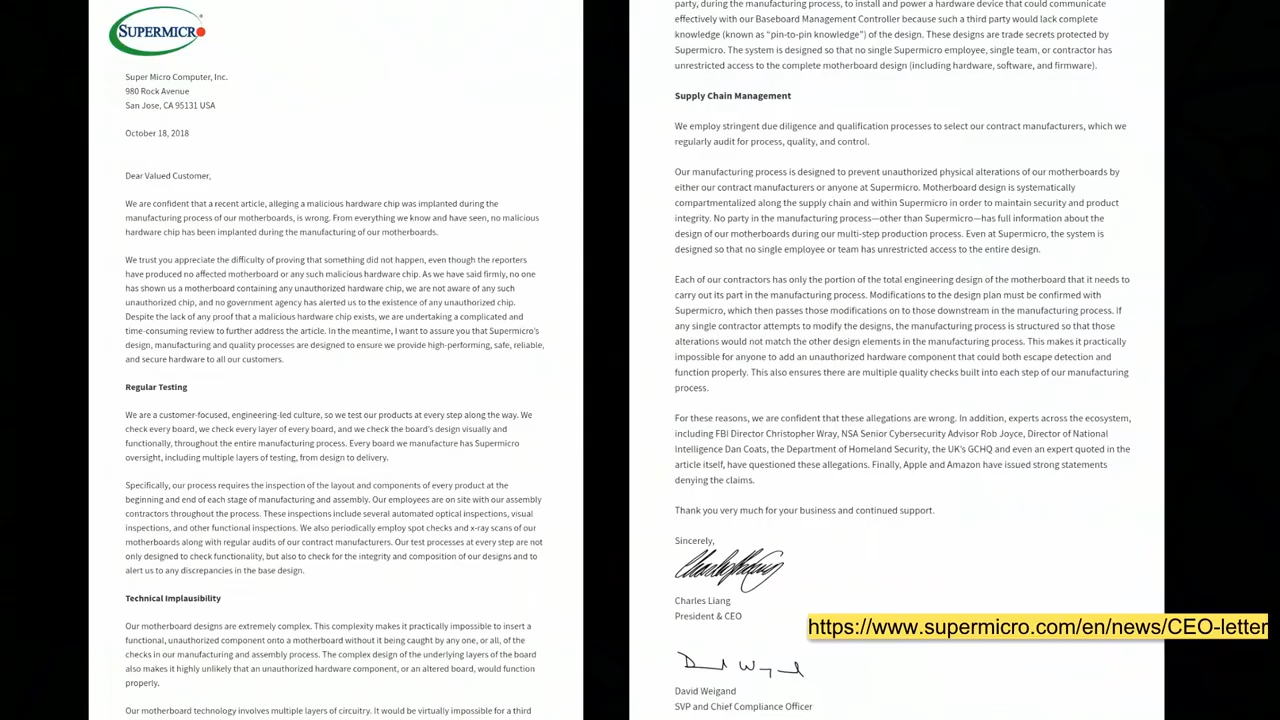 SUPERMICRO
Super Micro Computer, Inc.
980 Rock Avenue
San Jose, CA 95131 USA
October 18, 2018
Dear Valued Customer,
We are confident that a recent article, alleging a malicious hardware chip was implanted during the
manufacturing process of our motherboards, is wrong. From everything we know and have seen, no malicious
hardware chip has been implanted during the manufacturing of our motherboards.
We trust you appreciate the difficulty of proving that something did not happen, even though the reporters
have produced no affected motherboard or any such malicious hardware chip. As we have said firmly, no one
has shown us a motherboard containing any unauthorized hardware chip, we are not aware of any such
unauthorized chip, and no government agency has alerted us to the existence of any unauthorized chip.
Despite the lack of any proof that a malicious hardware chip exists, we are undertaking a complicated and
time-consuming review to further address the article. In the meantime, I want to assure you that Supermicro's
design, manufacturing and quality processes are designed to ensure we provide high-performing, safe, reliable,
and secure hardware to all our customers.
Regular Testing
We are a customer-focused, engineering-led culture, so we test our products at every step along the way. We
check every board, we check every layer of every board, and we check the board's design visually and
functionally, throughout the entire manufacturing process. Every board we manufacture has Supermicro
oversight, including multiple layers of testing, from design to delivery.
Specifically, our process requires the inspection of the layout and components of every product at the
beginning and end of each stage of manufacturing and assembly. Our employees are on site with our assembly
contractors throughout the process. These inspections include several automated optical inspections, visual
inspections, and other functional inspections. We also periodically employ spot checks and x-ray scans of our
motherboards along with regular audits of our contract manufacturers. Our test processes at every step are not
only designed to check functionality, but also to check for the integrity and composition of our designs and to
alert us to any discrepancies in the base design.
Technical Implausibility
Our motherboard designs are extremely complex. This complexity makes it practically impossible to insert a
functional, unauthorized component onto a motherboard without it being caught by any one, or all, of the
checks in our manufacturing and assembly process. The complex design of the underlying layers of the board
also makes it highly unlikely that an unauthorized hardware component, or an altered board, would function
properly.
Our motherboard technology involves multiple layers of circuitry. It would be virtually impossible for a third
party, during the manufacturing process, to install and power a hardware device that could communicate
effectively with our Baseboard Management Controller because such a third party would lack complete
knowledge (known as "pin-to-pin knowledge") of the design. These designs are trade secrets protected by
Supermicro. The system is designed so that no single Supermicro employee, single team, or contractor has
unrestricted access to the complete motherboard design (including hardware, software, and firmware).
Supply Chain Management
We employ stringent due diligence and qualification processes to select our contract manufacturers, which we
regularly audit for process, quality, and control.
Our manufacturing process is designed to prevent unauthorized physical alterations of our motherboards by
either our contract manufacturers or anyone at Supermicro. Motherboard design is systematically
compartmentalized along the supply chain and within Supermicro in order to maintain security and product
integrity. No party in the manufacturing process—other than Supermicro—has full information about the
design of our motherboards during our multi-step production process. Even at Supermicro, the system is
designed so that no single employee or team has unrestricted access to the entire design.
Each of our contractors has only the portion of the total engineering design of the motherboard that it needs to
carry out its part in the manufacturing process. Modifications to the design plan must be confirmed with
Supermicro, which then passes those modifications on to those downstream in the manufacturing process. If
any single contractor attempts to modify the designs, the manufacturing process is structured so that those
alterations would not match the other design elements in the manufacturing process. This makes it practically
impossible for anyone to add an unauthorized hardware component that could both escape detection and
function properly. This also ensures there are multiple quality checks built into each step of our manufacturing
process.
For these reasons, we are confident that these allegations are wrong. In addition, experts across the ecosystem,
including FBI Director Christopher Wray, NSA Senior Cybersecurity Advisor Rob Joyce, Director of National
Intelligence Dan Coats, the Department of Homeland Security, the UK's GCHQ and even an expert quoted in the
article itself, have questioned these allegations. Finally, Apple and Amazon have issued strong statements
denying the claims.
Thank you very much for your business and continued support.
Sincerely,
Charles Liang
President & CEO
https://www.supermicro.com/en/news/CEO-letter
David Weigand
SVP and Chief Compliance Officer